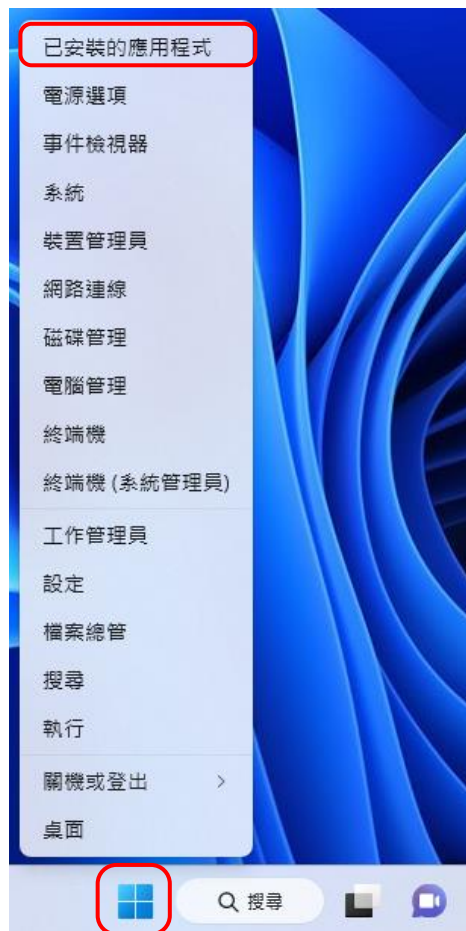 已安裝的應用程式
電源選項
事件檢視器
系統
裝置管理員
網路連線
磁碟管理
電腦管理
終端機
終端機 (系統管理員)
工作管理員
設定
檔案總管
搜尋
執行
關機或登出
桌面
搜尋